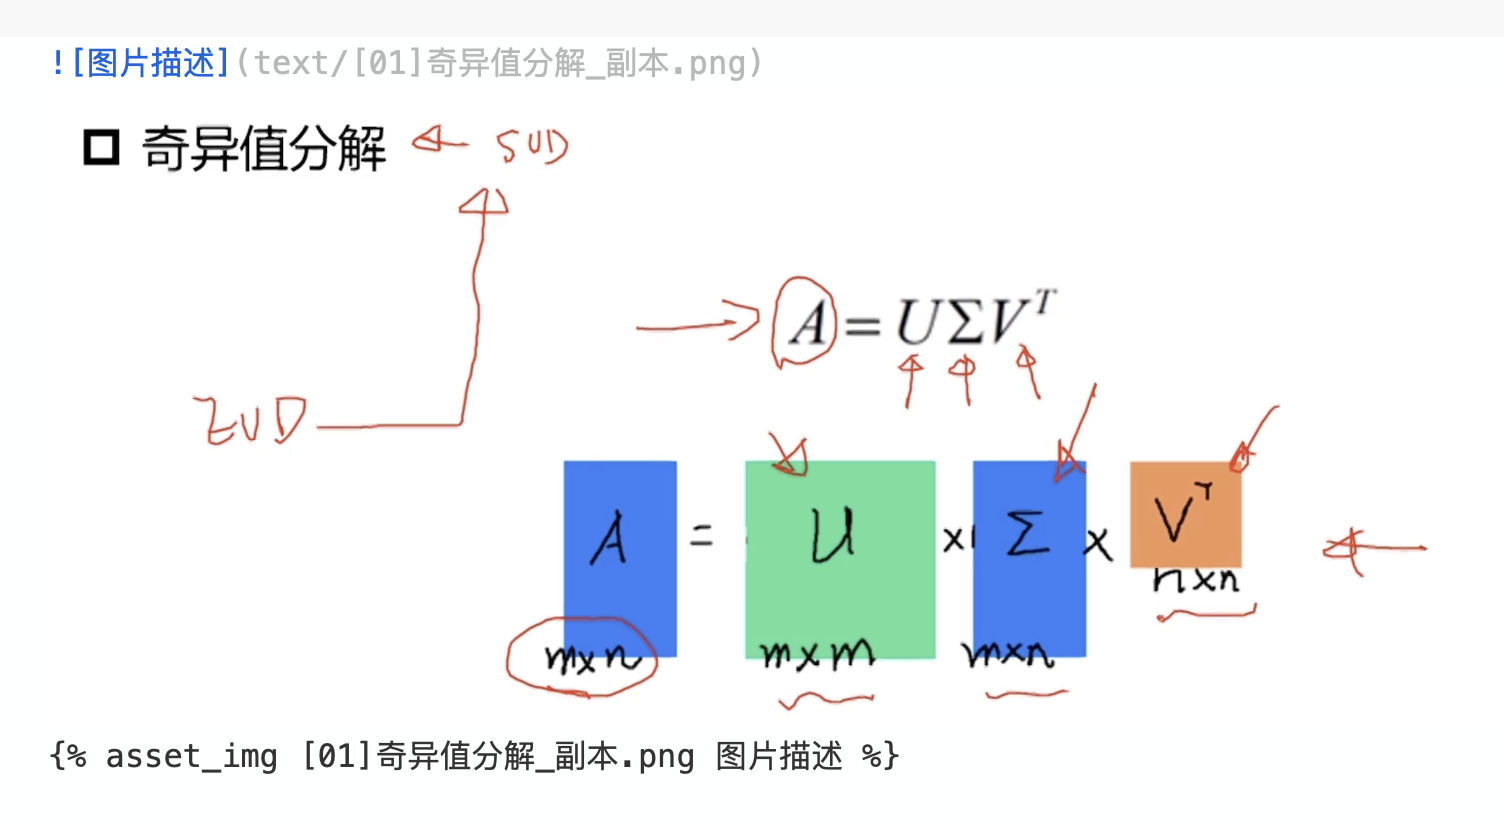 ![图片描述](text/[01]奇异值分解_副本.png)
奇异值分解 SVD
A = UΣV^T
EVD
A = U × Σ × V^T
n×n
m×n m×m m×n
{% asset_img [01]奇异值分解_副本.png 图片描述 %}